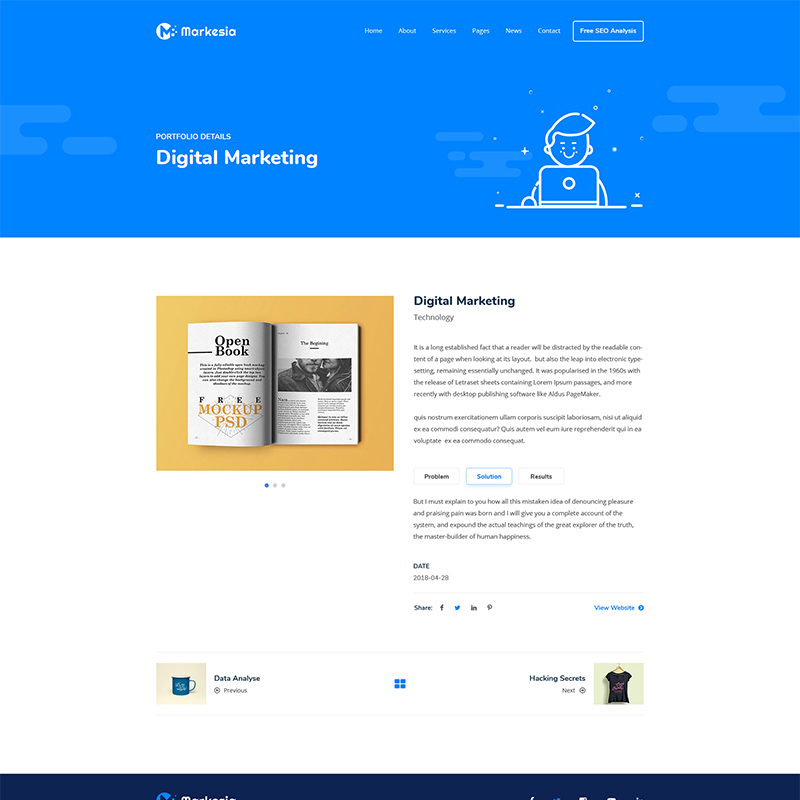 Markesia
Home About Services Pages News Contact Free SEO Analysis
PORTFOLIO DETAILS
Digital Marketing
Open
Book
This is a fully editable open book mockup
created in Photoshop using smart object
layers. Just double-click the top two
layers to add your own page designs. You
can also change the background and
shadows of the mockup.
FREE
MOCKUP
PSD
The Begining
Digital Marketing
Technology
It is a long established fact that a reader will be distracted by the readable con-
tent of a page when looking at its layout, but also the leap into electronic type-
setting, remaining essentially unchanged. It was popularised in the 1960s with
the release of Letraset sheets containing Lorem Ipsum passages, and more
recently with desktop publishing software like Aldus PageMaker.
quis nostrum exercitationem ullam corporis suscipit laboriosam, nisi ut aliquid
ex ea commodi consequatur? Quis autem vel eum iure reprehenderit qui in ea
voluptate ex ea commodo consequat.
Problem Solution Results
But I must explain to you how all this mistaken idea of denouncing pleasure
and praising pain was born and I will give you a complete account of the
system, and expound the actual teachings of the great explorer of the truth,
the master-builder of human happiness.
DATE
2018-04-28
Share: View Website
Data Analyse
Previous
Hacking Secrets
Next
Markesia